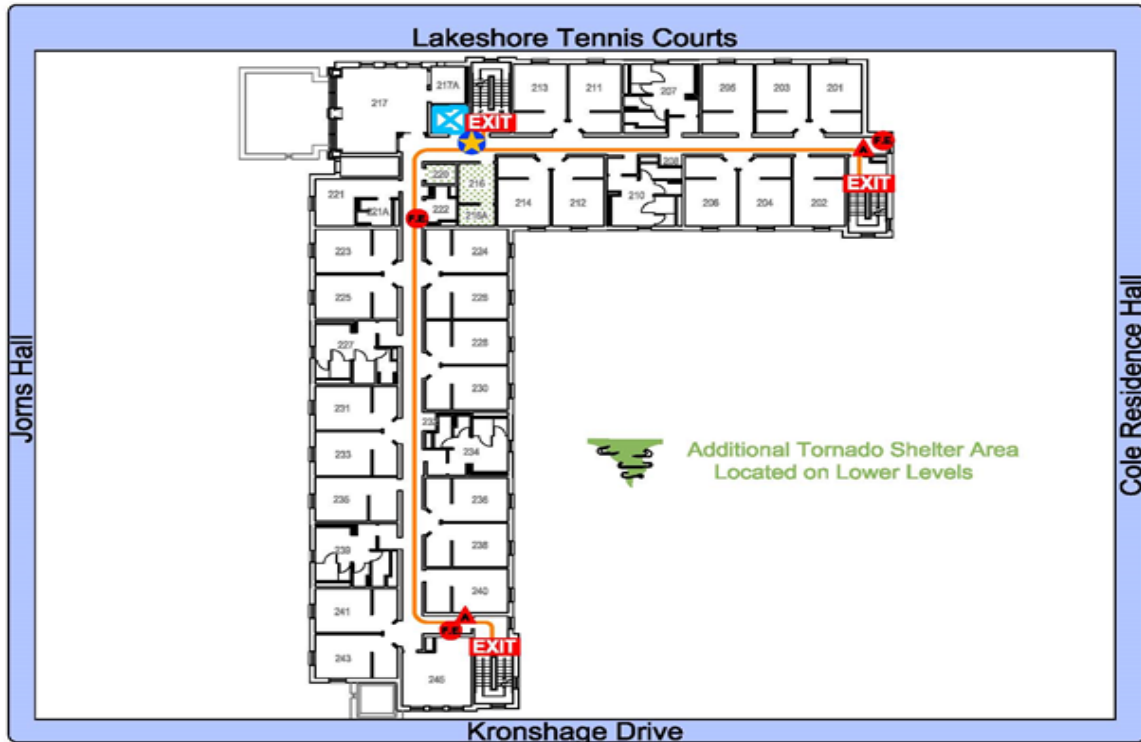 Lakeshore Tennis Courts
217A
217
213
211
207
205
203
201
EXIT
F.E
A
EXIT
208
220
216
221
221A
222
216A
214
212
210
206
204
202
F.E
223
224
225
226
227
228
230
231
232
233
234
Additional Tornado Shelter Area
Located on Lower Levels
235
236
238
239
240
241
A
F.E
EXIT
243
245
Jorns Hall
Cole Residence Hall
Kronshage Drive